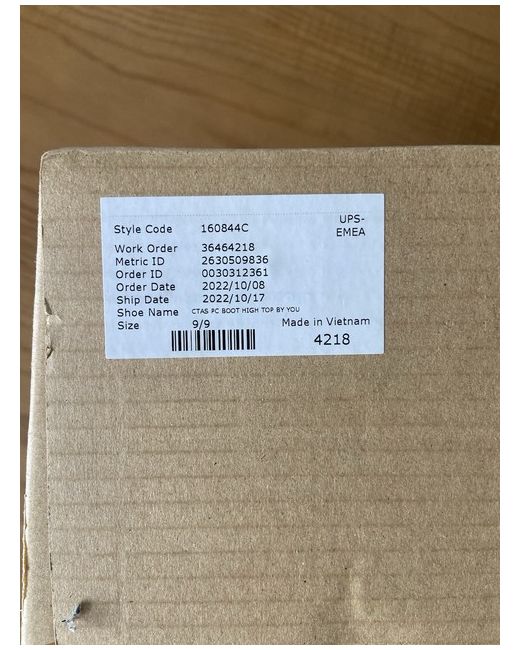 Style Code 160844C UPS-
EMEA
Work Order 36464218
Metric ID 2630509836
Order ID 0030312361
Order Date 2022/10/08
Ship Date 2022/10/17
Shoe Name CTAS PC BOOT HIGH TOP BY YOU
Size 9/9 Made in Vietnam
4218